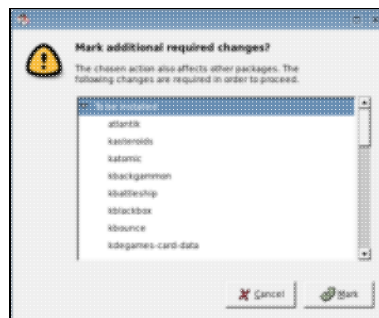 Mark additional required changes?
The chosen action also affects other packages. The
following changes are required in order to proceed.
To be installed
atlantik
kasteroids
katomic
kbackgammon
kbattleship
kblackbox
kbounce
kdegames-card-data
Cancel
Mark